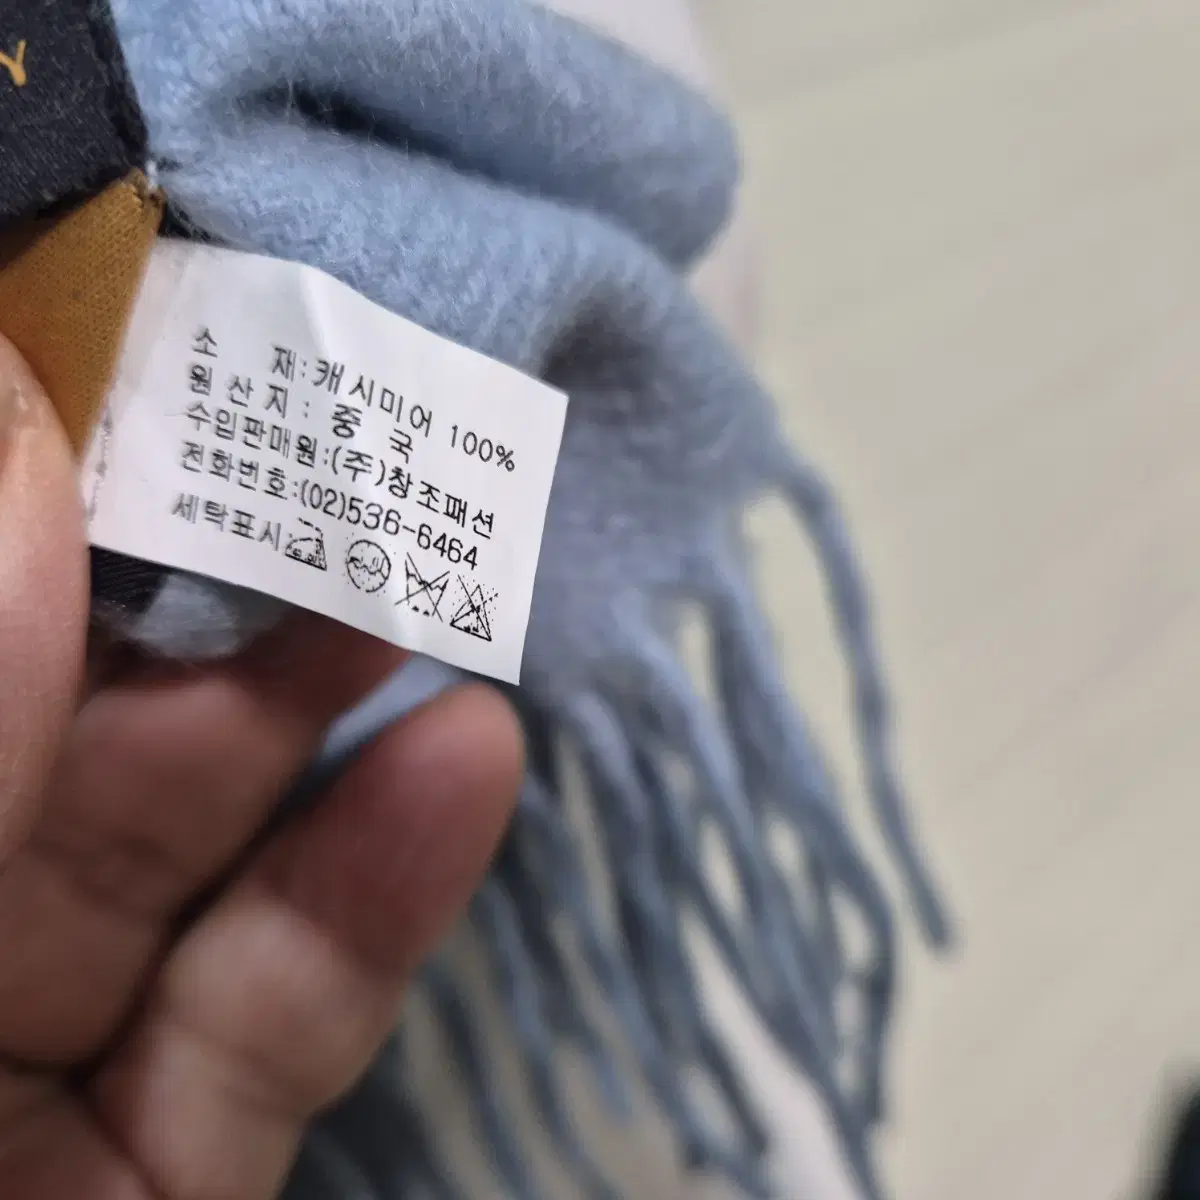 Y
소 재:캐시미어 100%
원산지: 중 국
수입판매원:(주)창조패션
전화번호:(02)536-6464
세탁표시: